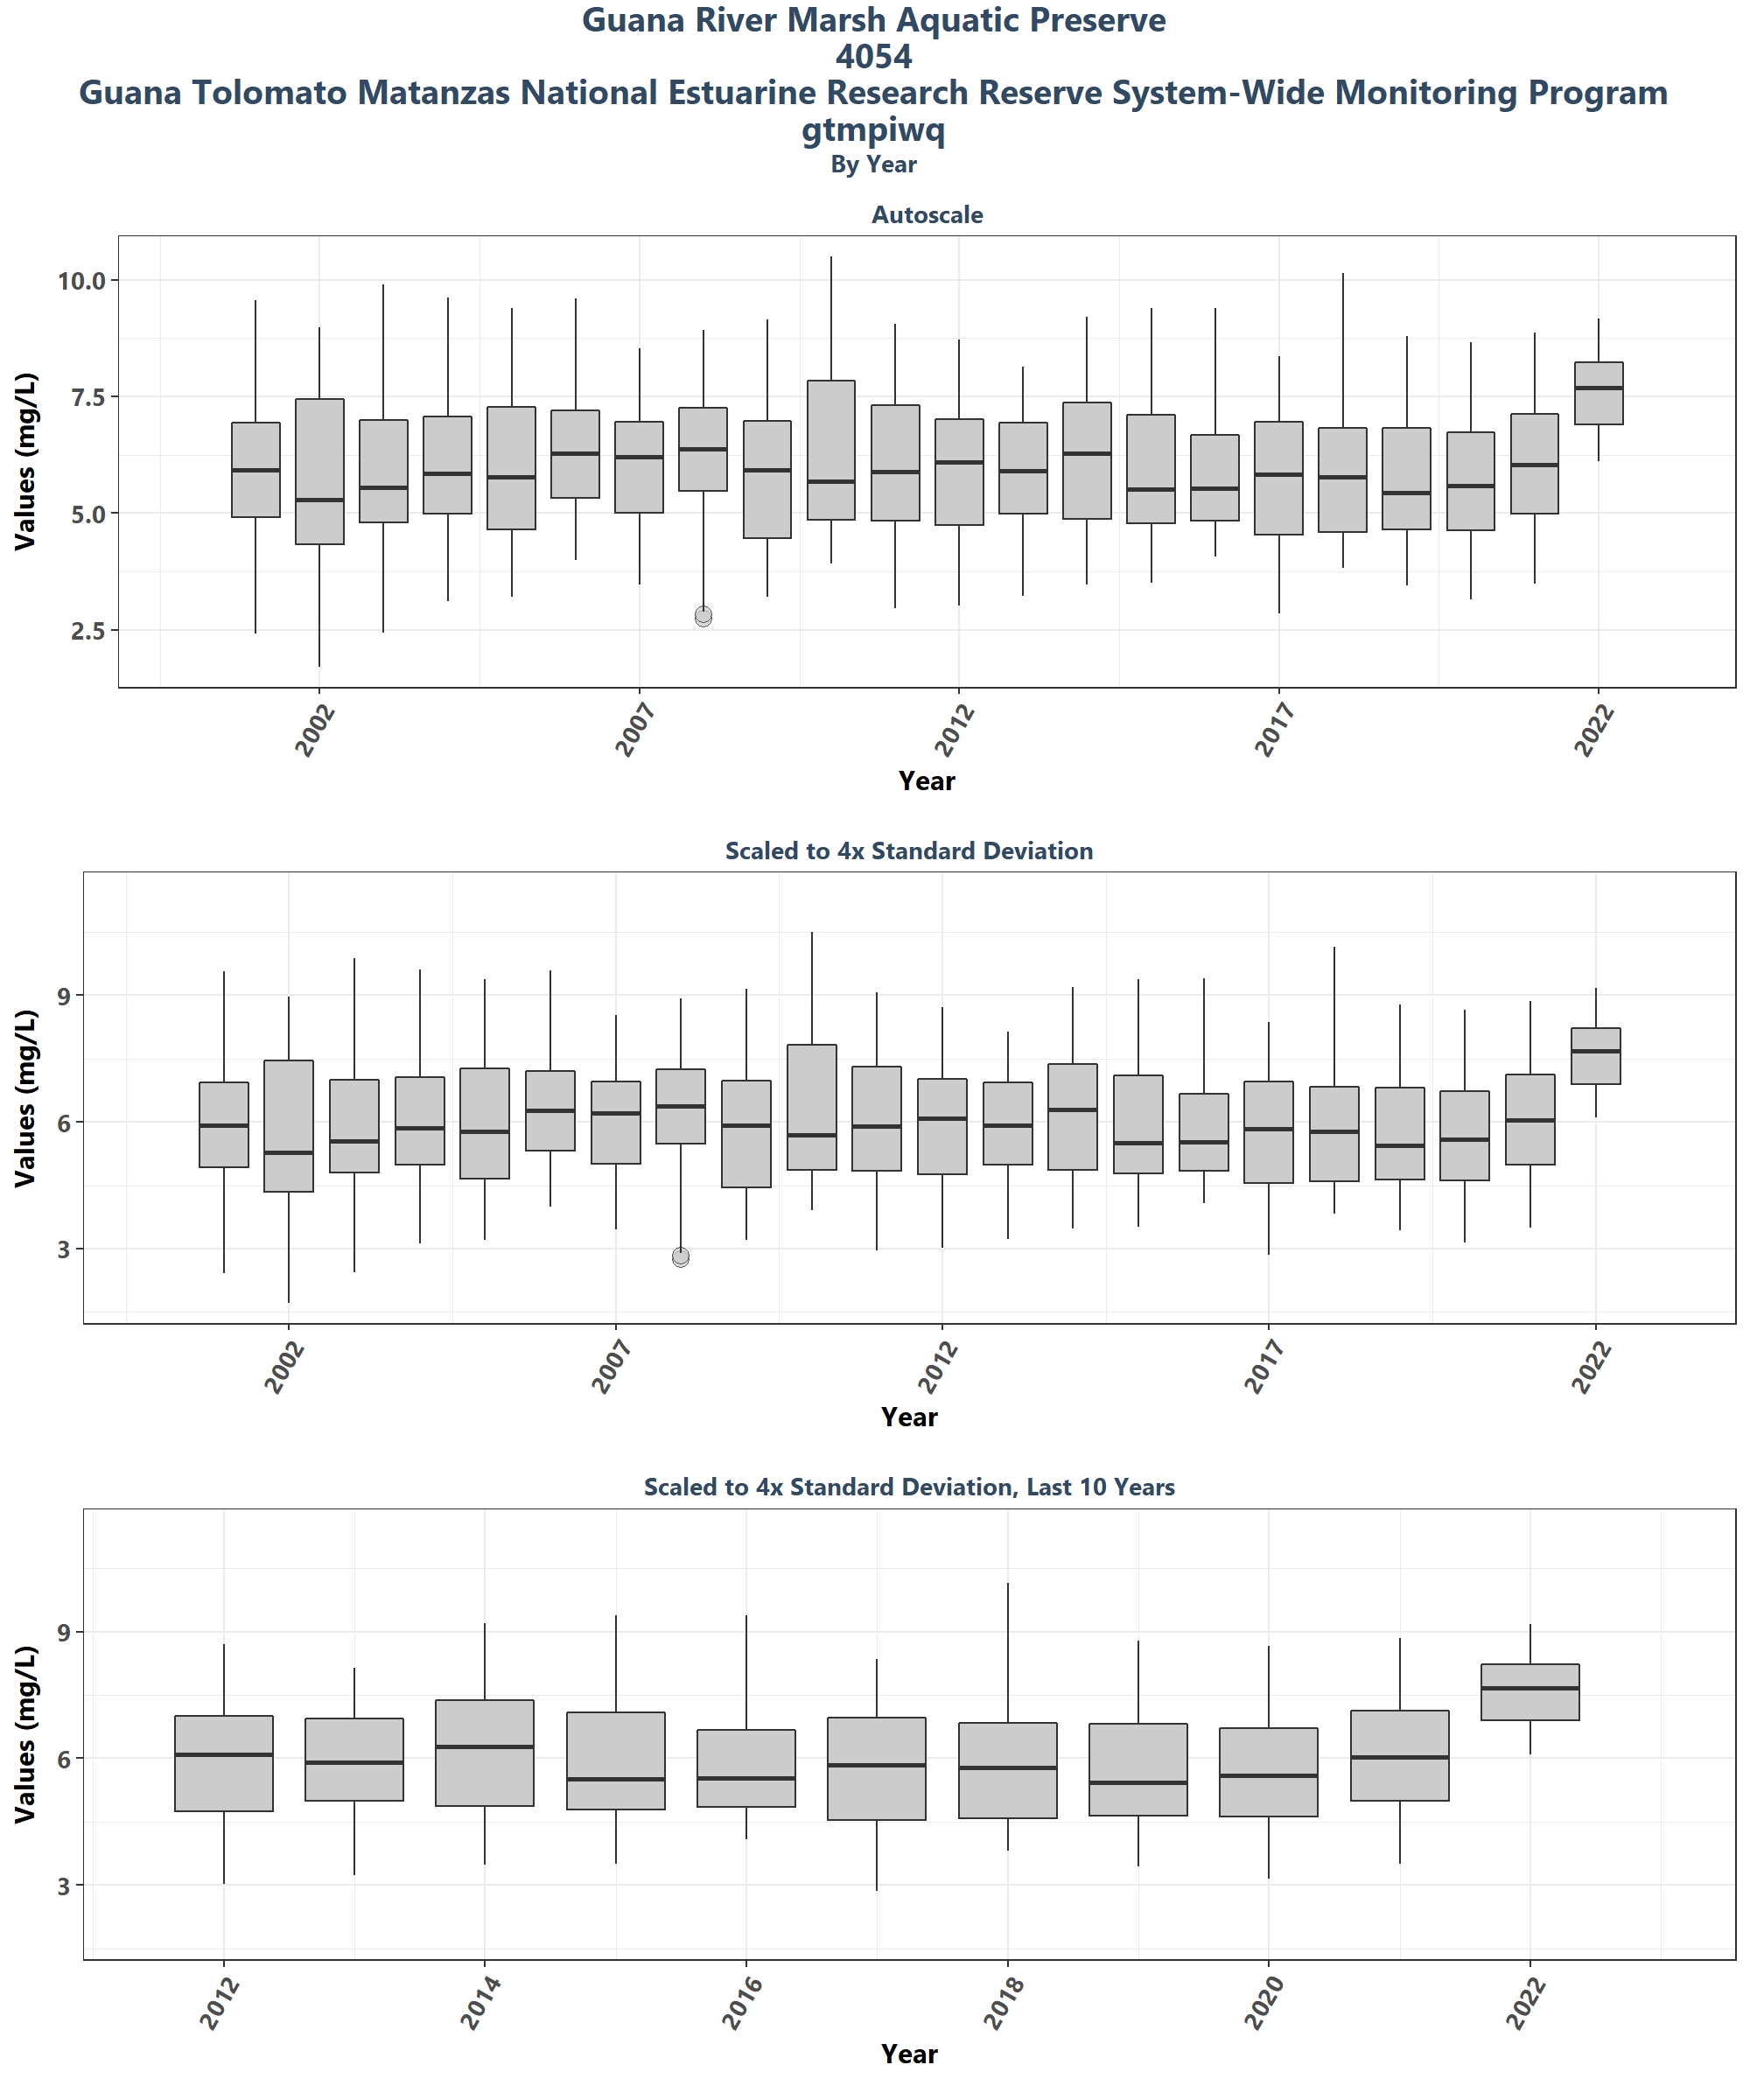 Guana River Marsh Aquatic Preserve
4054
Guana Tolomato Matanzas National Estuarine Research Reserve System-Wide Monitoring Program
gtmpiwq
By Year
Autoscale
Values (mg/L)
10.0
7.5
5.0
2.5
2002 2007 2012 2017 2022
Year
Scaled to 4x Standard Deviation
Values (mg/L)
9
6
3
2002 2007 2012 2017 2022
Year
Scaled to 4x Standard Deviation, Last 10 Years
Values (mg/L)
9
6
3
2012 2014 2016 2018 2020 2022
Year